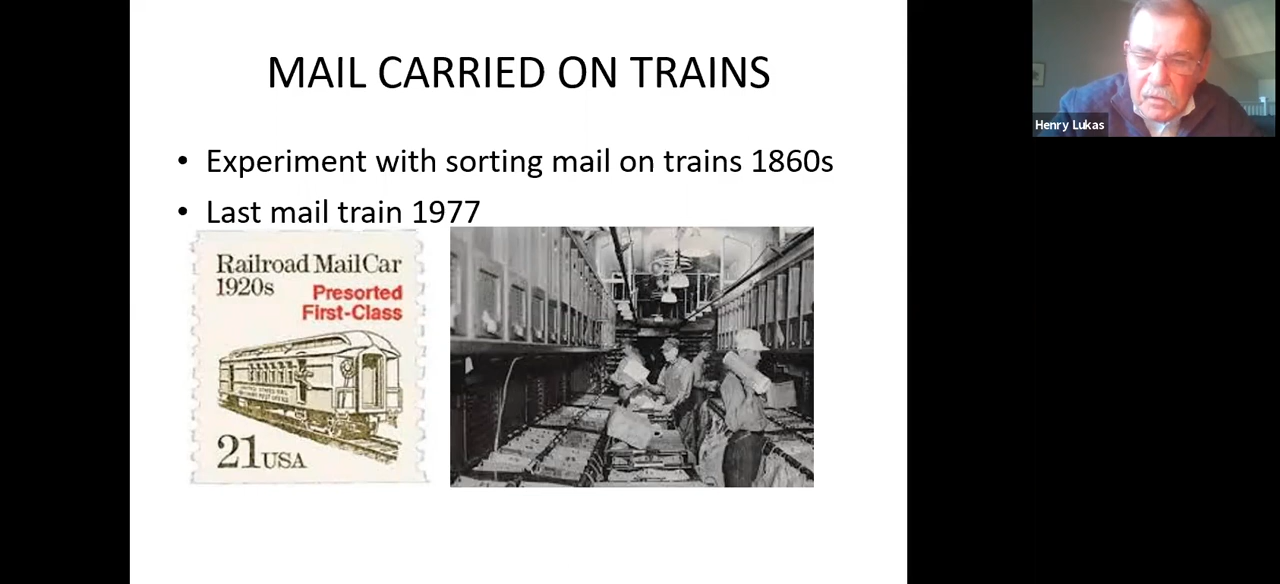 MAIL CARRIED ON TRAINS
• Experiment with sorting mail on trains 1860s
• Last mail train 1977
Railroad Mail Car
1920s
Presorted
First-Class
21USA
Henry Lukas